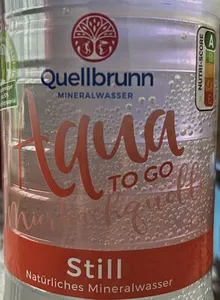 Quellbrunn
MINERALWASSER
NUTRI-SCORE
A
Aqua
TO GO
Still
Natürliches Mineralwasser